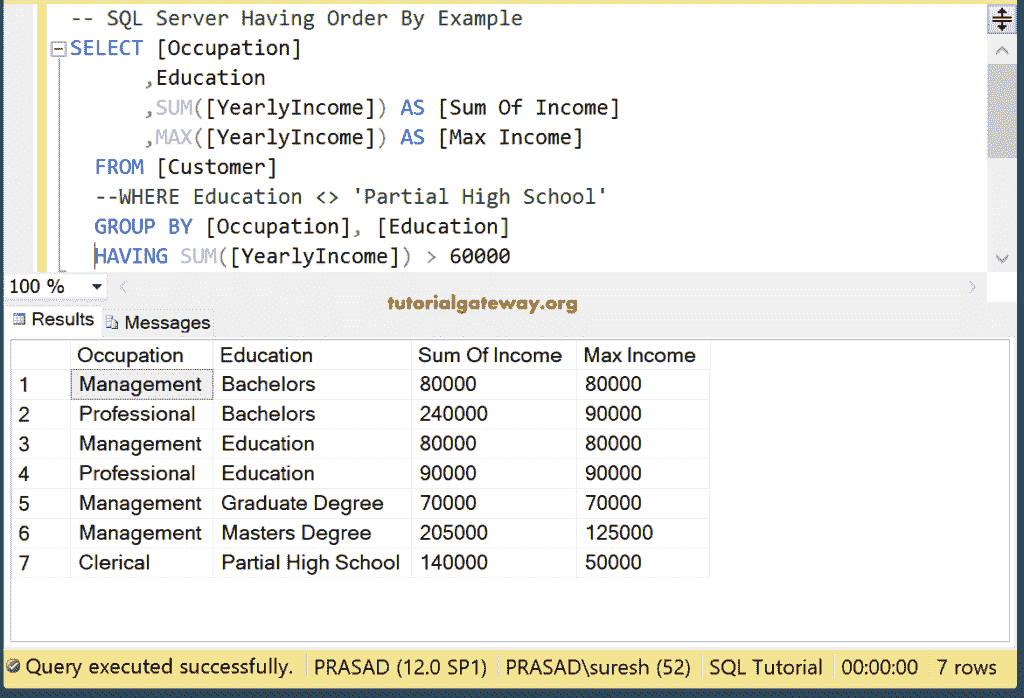 -- SQL Server Having Order By Example
SELECT [Occupation]
,Education
,SUM([YearlyIncome]) AS [Sum Of Income]
,MAX([YearlyIncome]) AS [Max Income]
FROM [Customer]
--WHERE Education <> 'Partial High School'
GROUP BY [Occupation], [Education]
HAVING SUM([YearlyIncome]) > 60000
100 %
tutorialgateway.org
Results Messages
Occupation Education Sum Of Income Max Income
1 Management Bachelors 80000 80000
2 Professional Bachelors 240000 90000
3 Management Education 80000 80000
4 Professional Education 90000 90000
5 Management Graduate Degree 70000 70000
6 Management Masters Degree 205000 125000
7 Clerical Partial High School 140000 50000
Query executed successfully. PRASAD (12.0 SP1) PRASAD\suresh (52) SQL Tutorial 00:00:00 7 rows